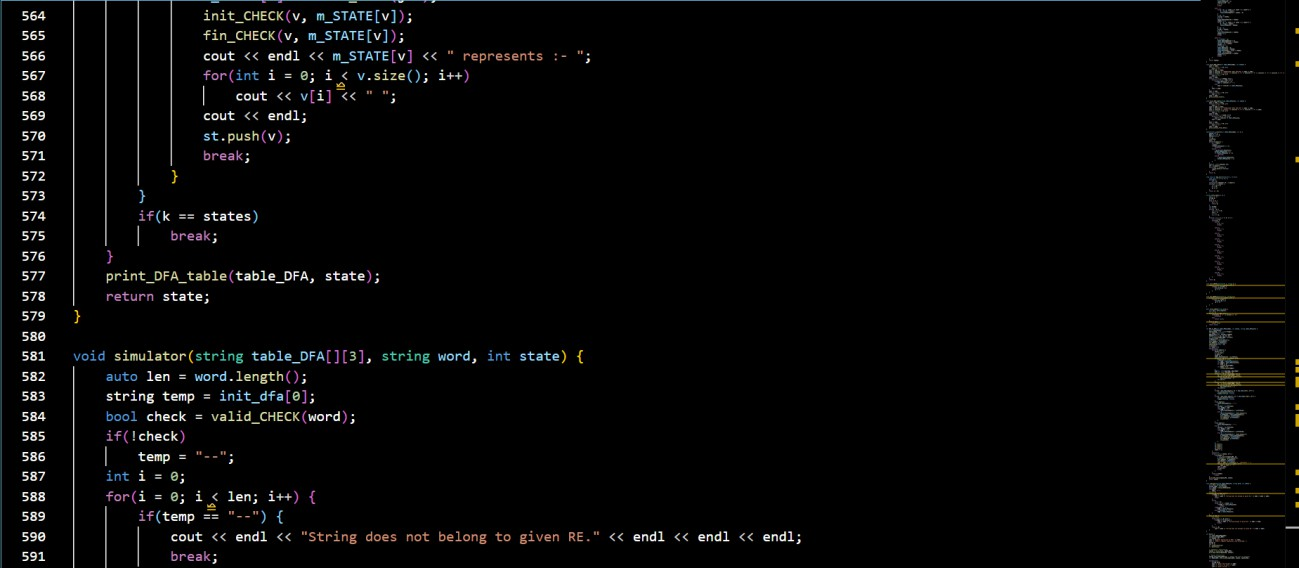 564 init_CHECK(v, m_STATE[v]);
565 fin_CHECK(v, m_STATE[v]);
566 cout << endl << m_STATE[v] << " represents :- ";
567 for(int i = 0; i < v.size(); i++)
568 cout << v[i] << " ";
569 cout << endl;
570 st.push(v);
571 break;
572 }
573 }
574 if(k == states)
575 break;
576 }
577 print_DFA_table(table_DFA, state);
578 return state;
579 }
580
581 void simulator(string table_DFA[][3], string word, int state) {
582 auto len = word.length();
583 string temp = init_dfa[0];
584 bool check = valid_CHECK(word);
585 if(!check)
586 temp = "--";
587 int i = 0;
588 for(i = 0; i < len; i++) {
589 if(temp == "--") {
590 cout << endl << "String does not belong to given RE." << endl << endl << endl;
591 break;